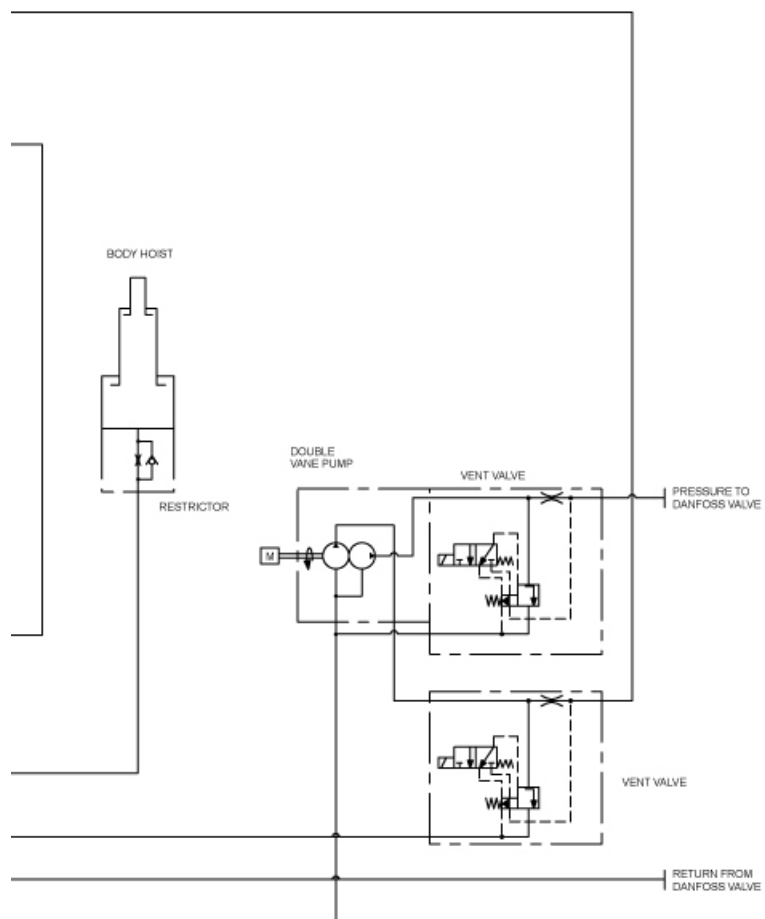 BODY HOIST
DOUBLE
VANE PUMP
VENT VALVE
PRESSURE TO
DANFOSS VALVE
RESTRICTOR
M
VENT VALVE
RETURN FROM
DANFOSS VALVE